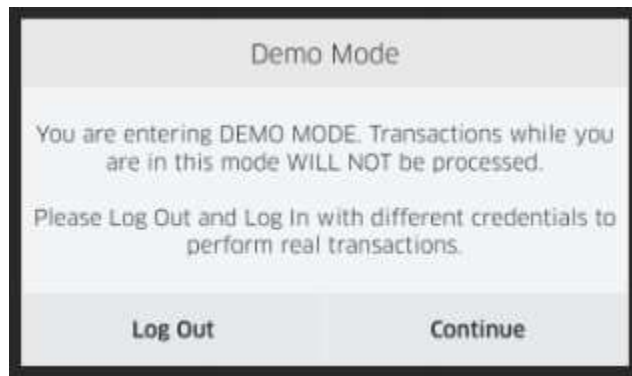 Demo Mode
You are entering DEMO MODE. Transactions while you
are in this mode WILL NOT be processed.
Please Log Out and Log In with different credentials to
perform real transactions.
Log Out
Continue